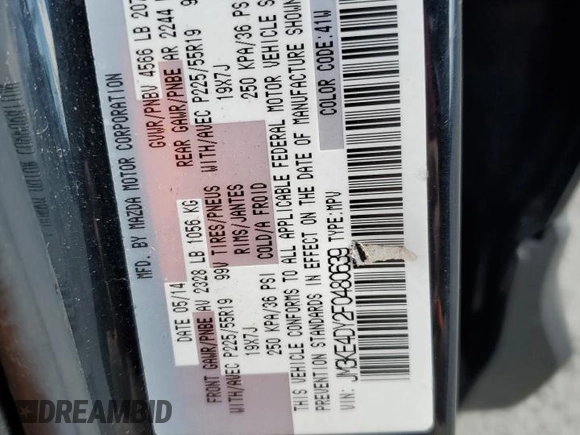 MFD. BY MAZDA MOTOR CORPORATION
DATE 05/14 GVWR/PNBV 4566 LB
FRONT GAWR/PNBE AV 2328 LB 1056 KG REAR GAWR/PNBE AR 2244
WITH/AVEC P225/55R19 99V TIRES/PNEUS WITH/AVEC P225/55R19
19X7J RIMS/JANTES 19X7J
250 KPA/36 PSI COLD/A FROID 250 KPA/36 PS
THIS VEHICLE CONFORMS TO ALL APPLICABLE FEDERAL MOTOR VEHICLE
PREVENTION STANDARDS IN EFFECT ON THE DATE OF MANUFACTURE SHOWN
VIN: JM3KE4DY2F0480639 TYPE: MPV COLOR CODE: 41W
DREAMBID